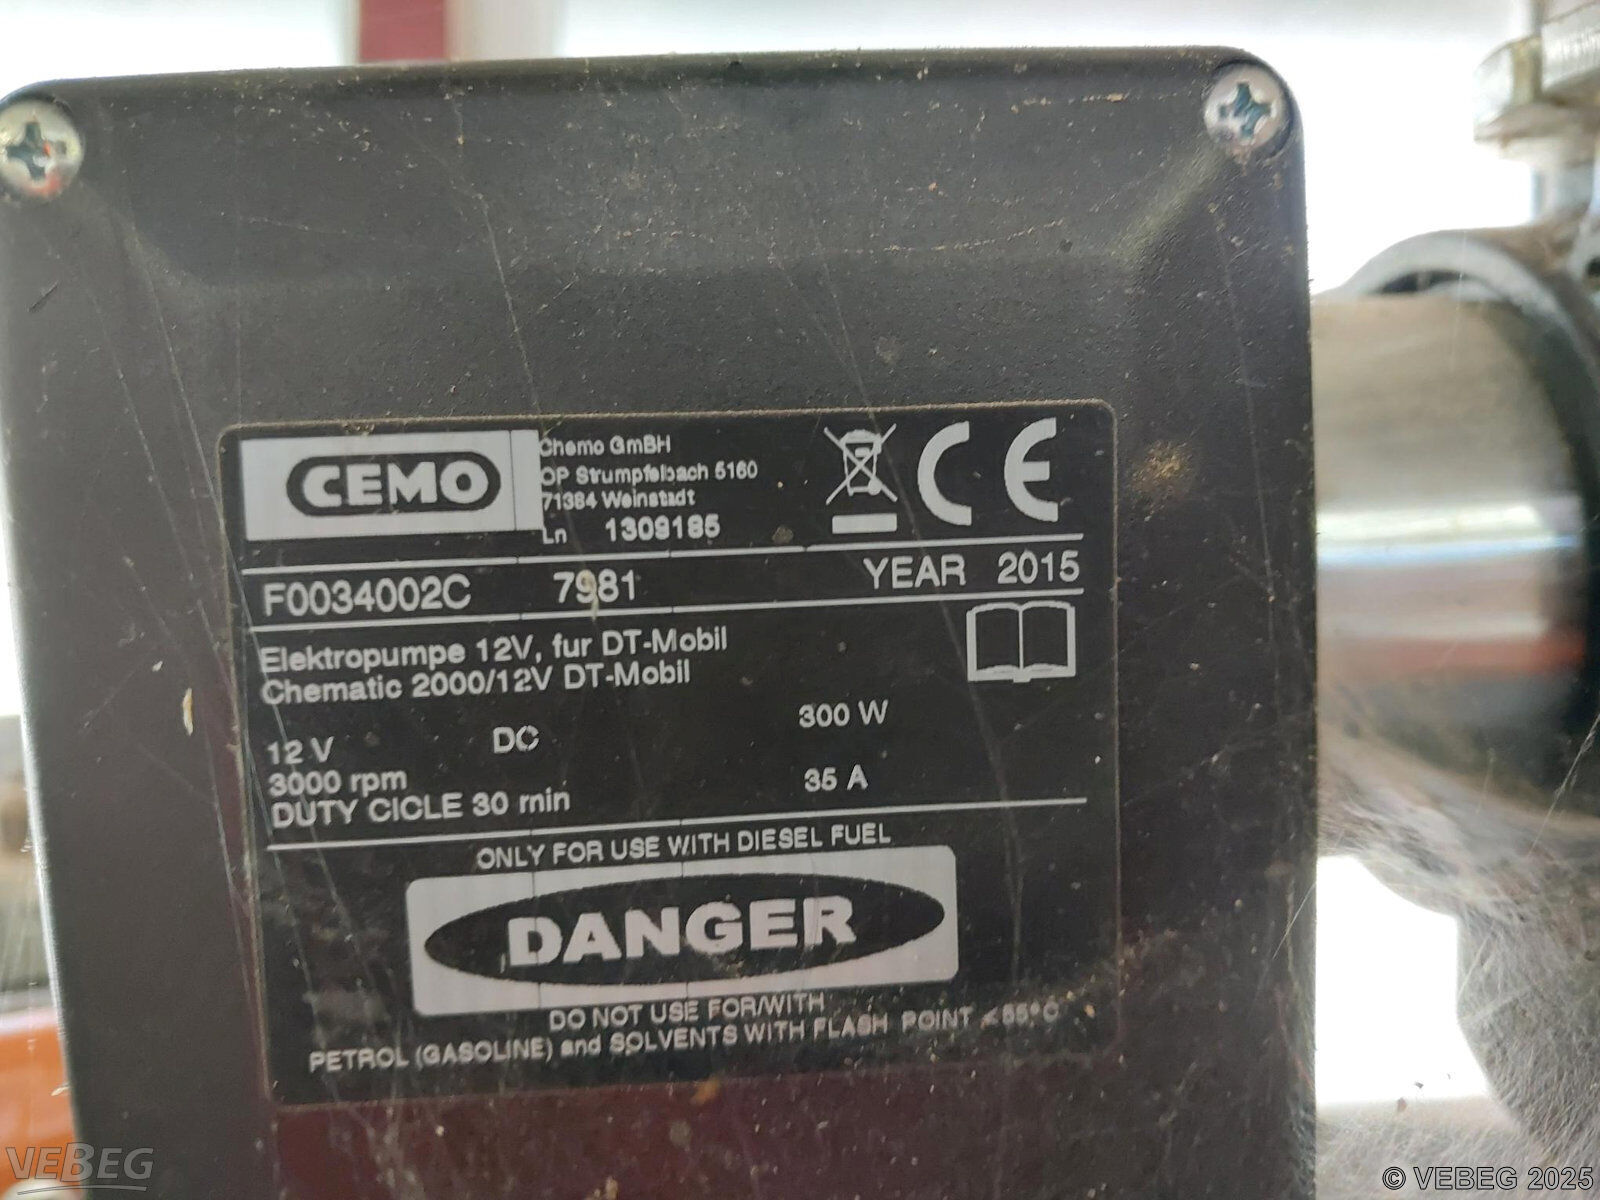 CEMO
Chemo GmBH
OP Strumpfelbach 5160
71384 Weinstadt
Ln 1309185
CE
F0034002C 7981 YEAR 2015
Elektropumpe 12V, fur DT-Mobil
Chematic 2000/12V DT-Mobil
12 V DC 300 W
3000 rpm 35 A
DUTY CICLE 30 min
ONLY FOR USE WITH DIESEL FUEL
DANGER
DO NOT USE FOR/WITH
PETROL (GASOLINE) and SOLVENTS WITH FLASH POINT <55°C
VEBEG
© VEBEG 2025